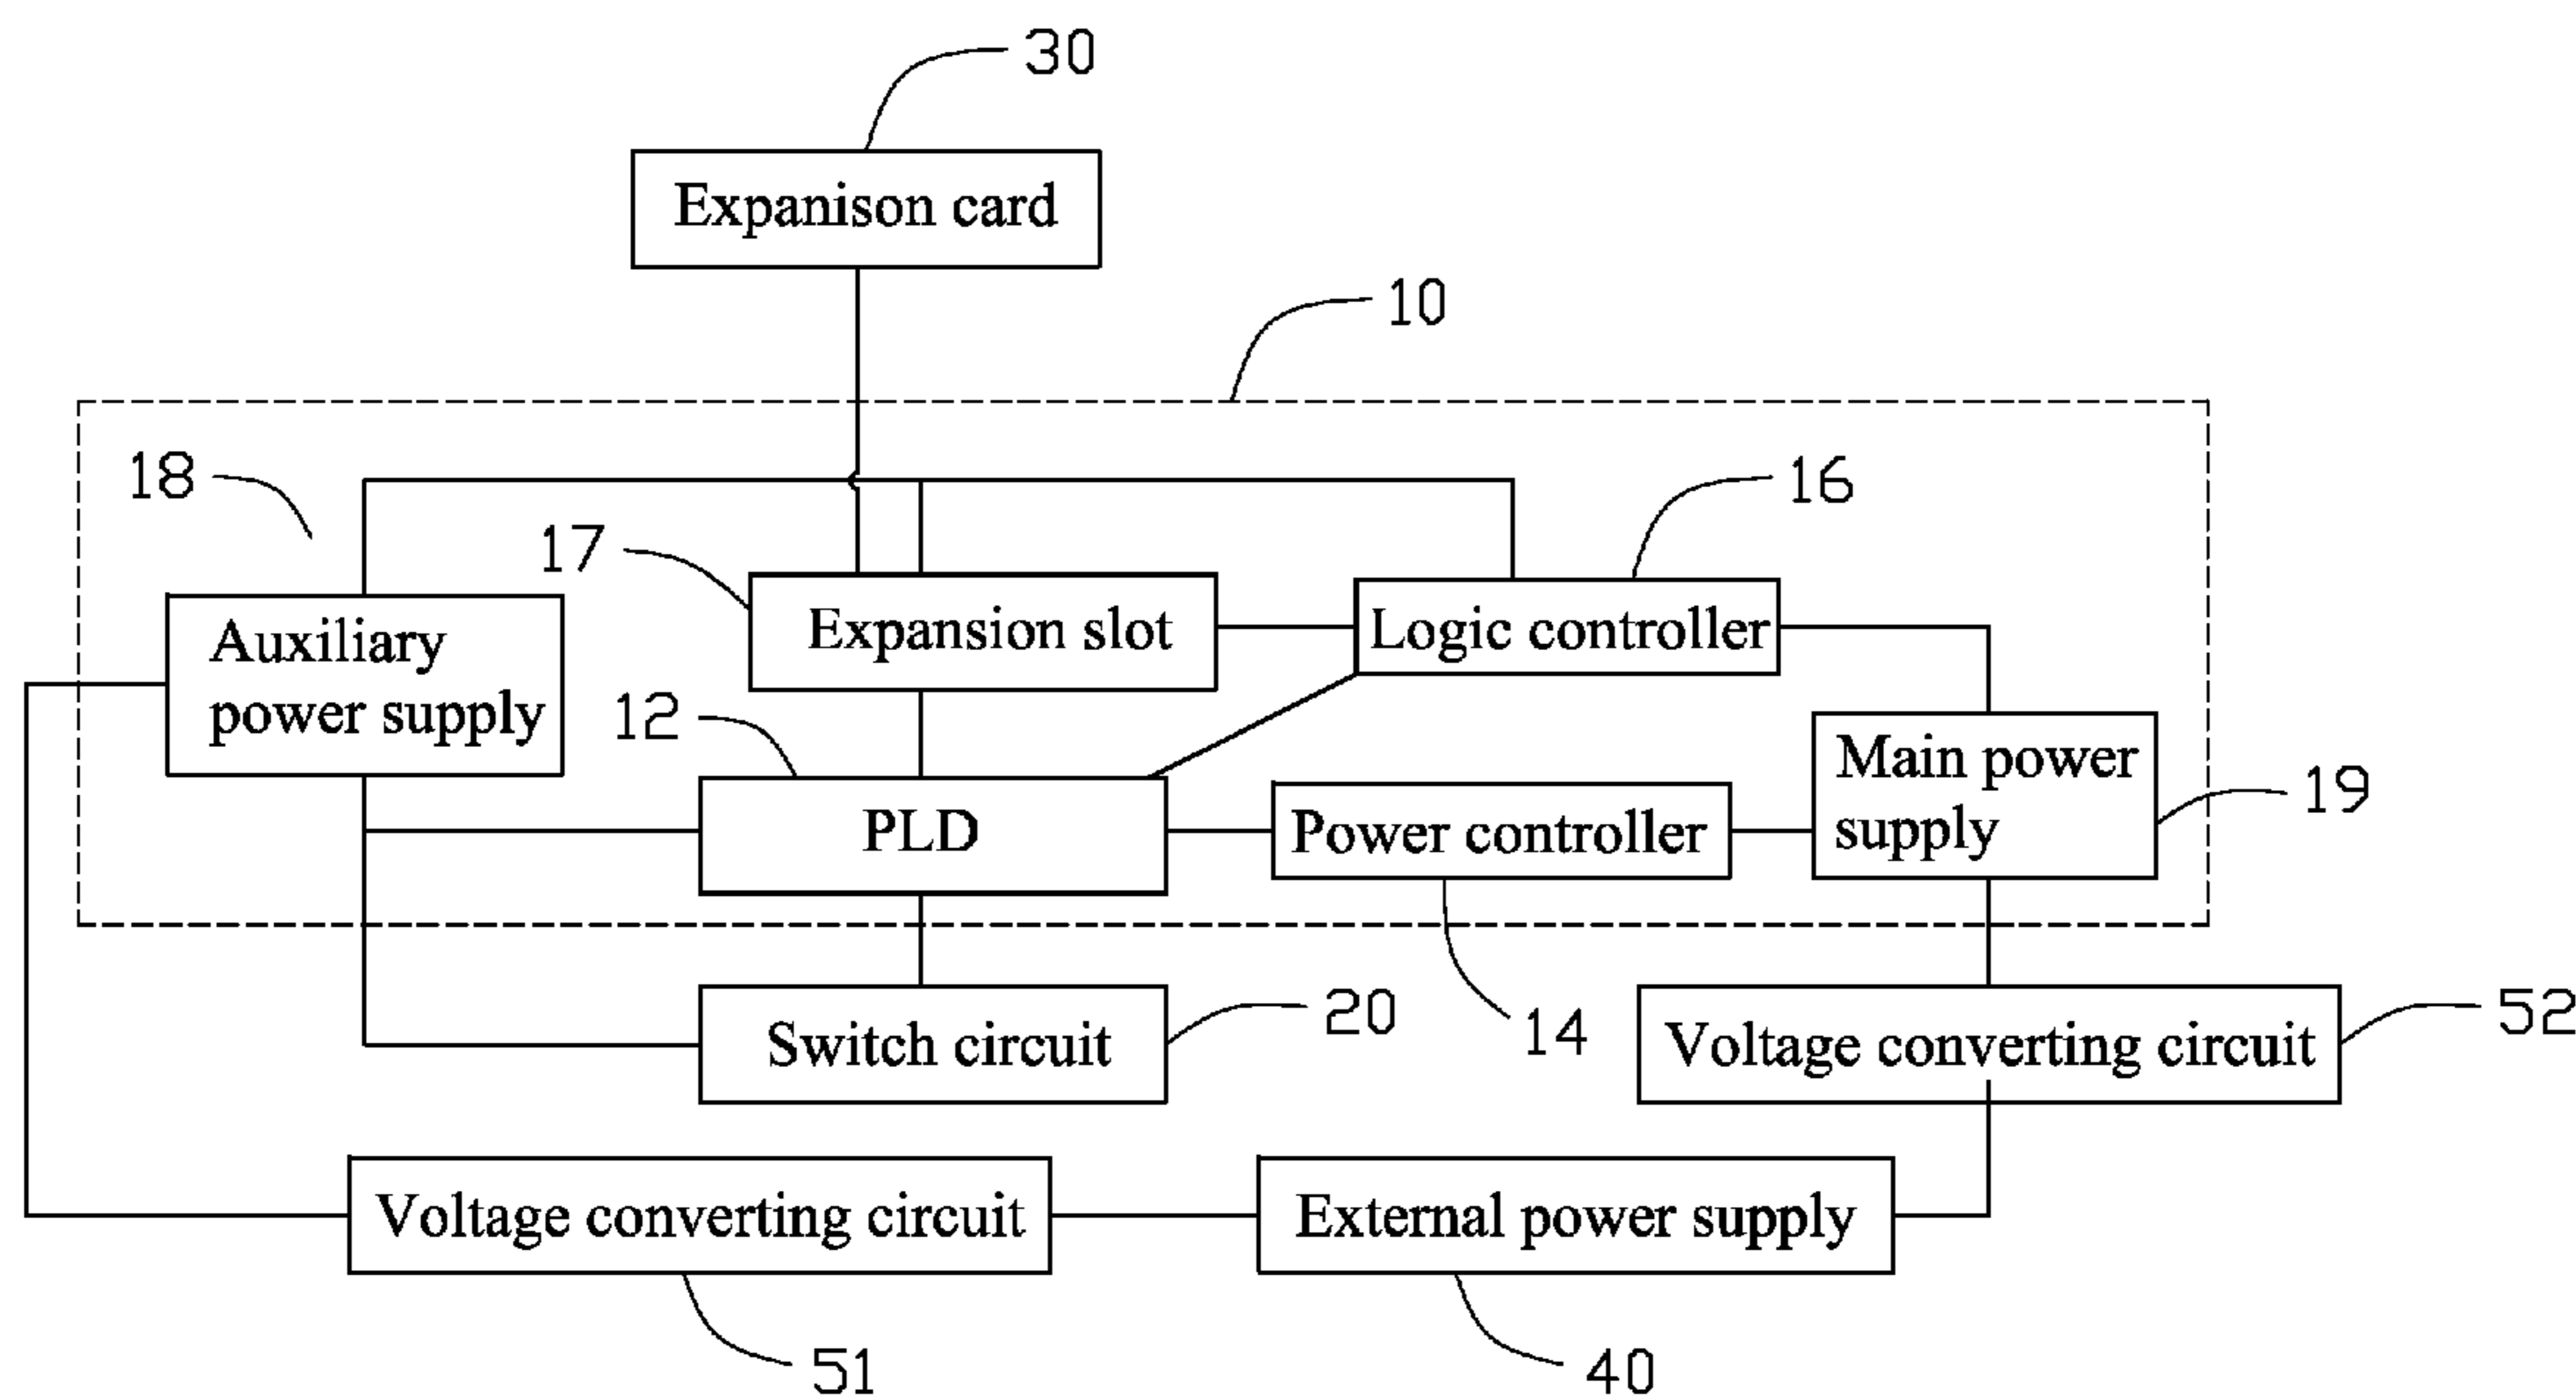 30
Expanison card
10
18
16
17
Expansion slot
Logic controller
Auxiliary
power supply
12
Main power
supply
19
PLD
Power controller
20
14
52
Switch circuit
Voltage converting circuit
Voltage converting circuit
External power supply
51
40